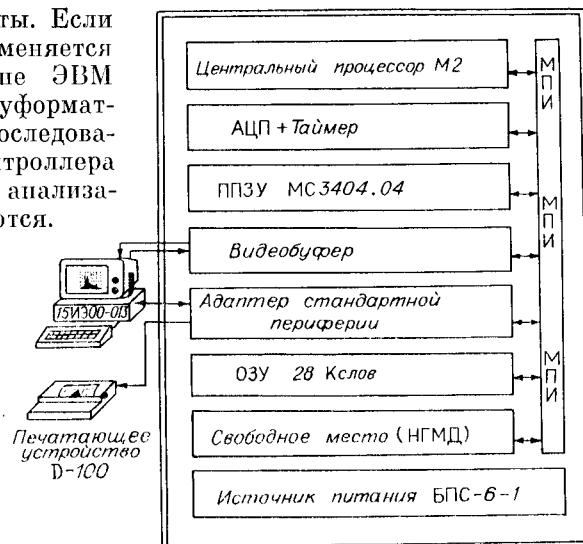 ты. Если
меняется
пе ЭВМ
уформат-
оследова-
нтроллера
анализа-
ются.
Центральный процессор М2
АЦП + Таймер
ППЗУ МС3404.04
Видеобуфер
Адаптер стандартной
периферии
ОЗУ 28 Кслов
Свободное место (НГМД)
Источник питания БПС-6-1
МПИ
МПИ
МПИ
15ИЭ00-013
Печатающее
устройство
D-100